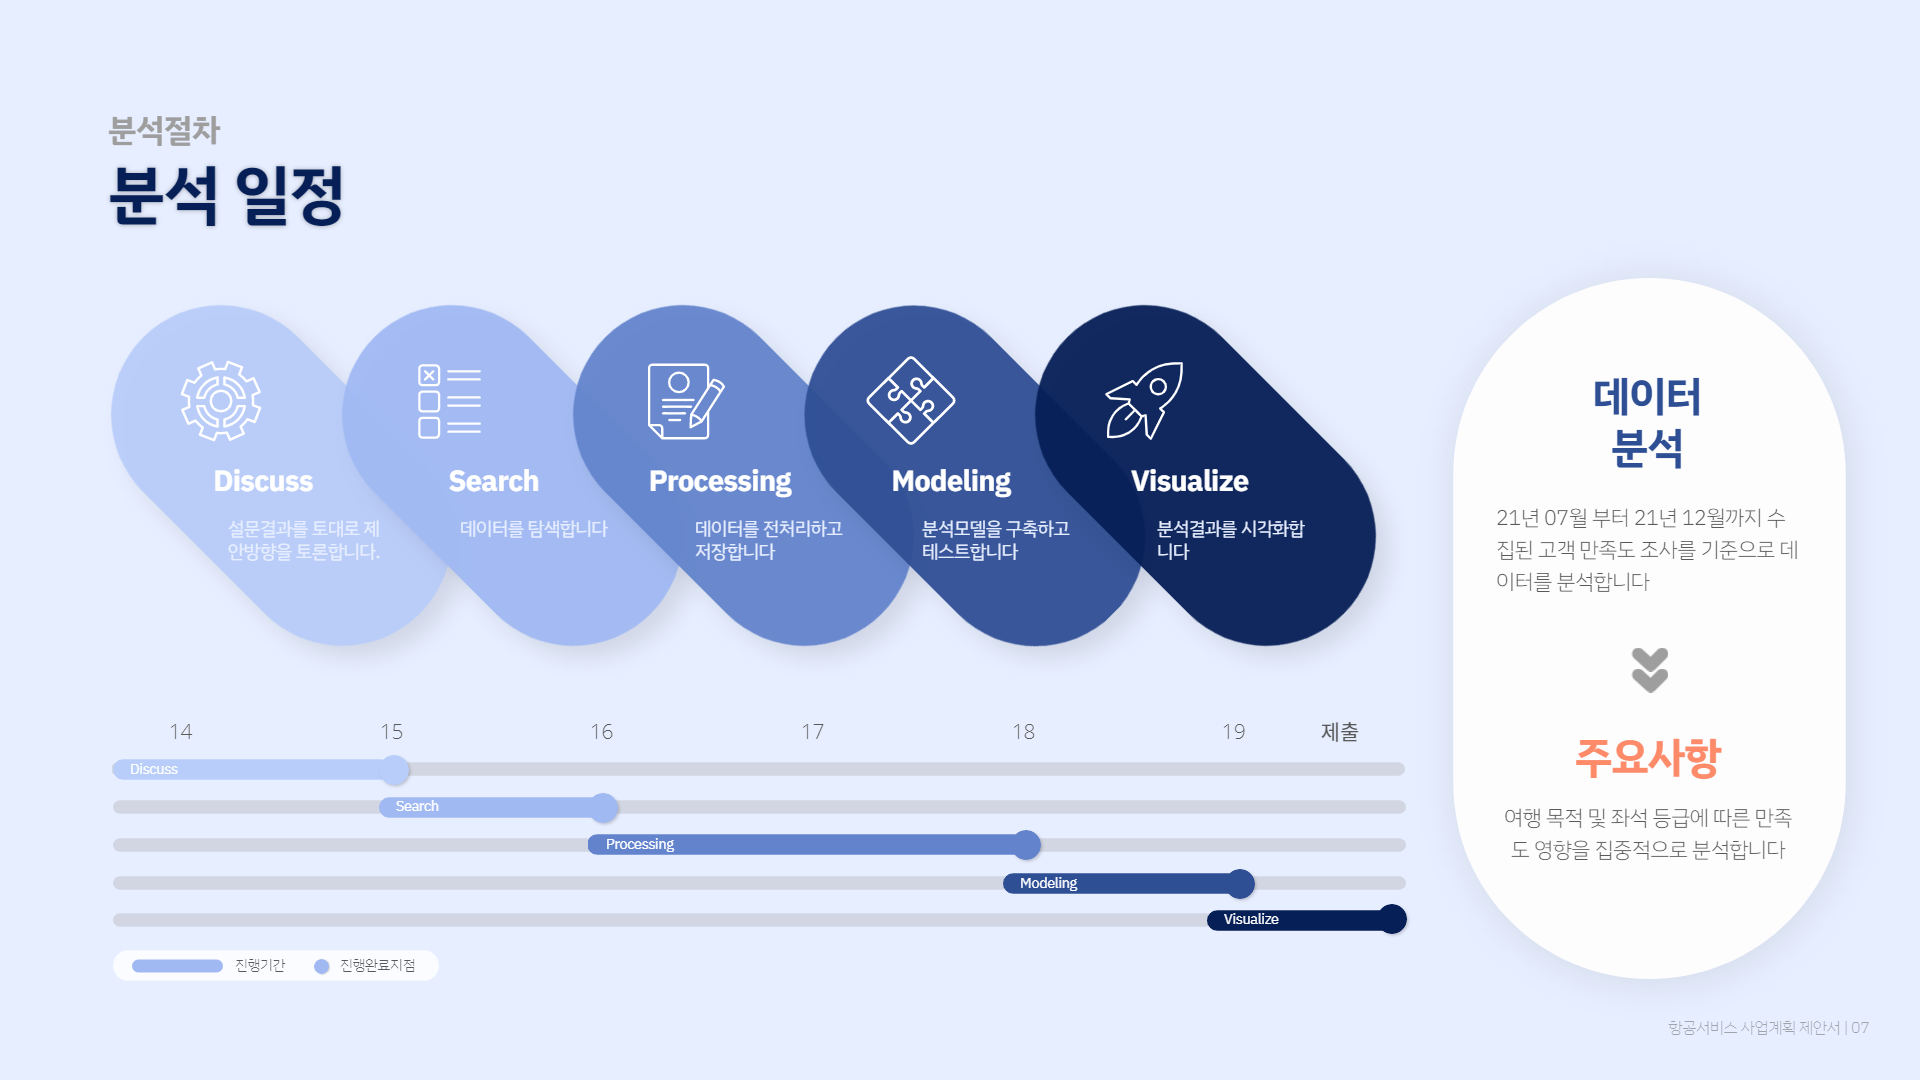 분석절차
분석 일정
Discuss
설문결과를 토대로 제
안방향을 토론합니다.
Search
데이터를 탐색합니다
Processing
데이터를 전처리하고
저장합니다
Modeling
분석모델을 구축하고
테스트합니다
Visualize
분석결과를 시각화합
니다
14 15 16 17 18 19 제출
Discuss
Search
Processing
Modeling
Visualize
진행기간 진행완료지점
데이터
분석
21년 07월 부터 21년 12월까지 수
집된 고객 만족도 조사를 기준으로 데
이터를 분석합니다
주요사항
여행 목적 및 좌석 등급에 따른 만족
도 영향을 집중적으로 분석합니다
항공서비스 사업계획 제안서 | 07